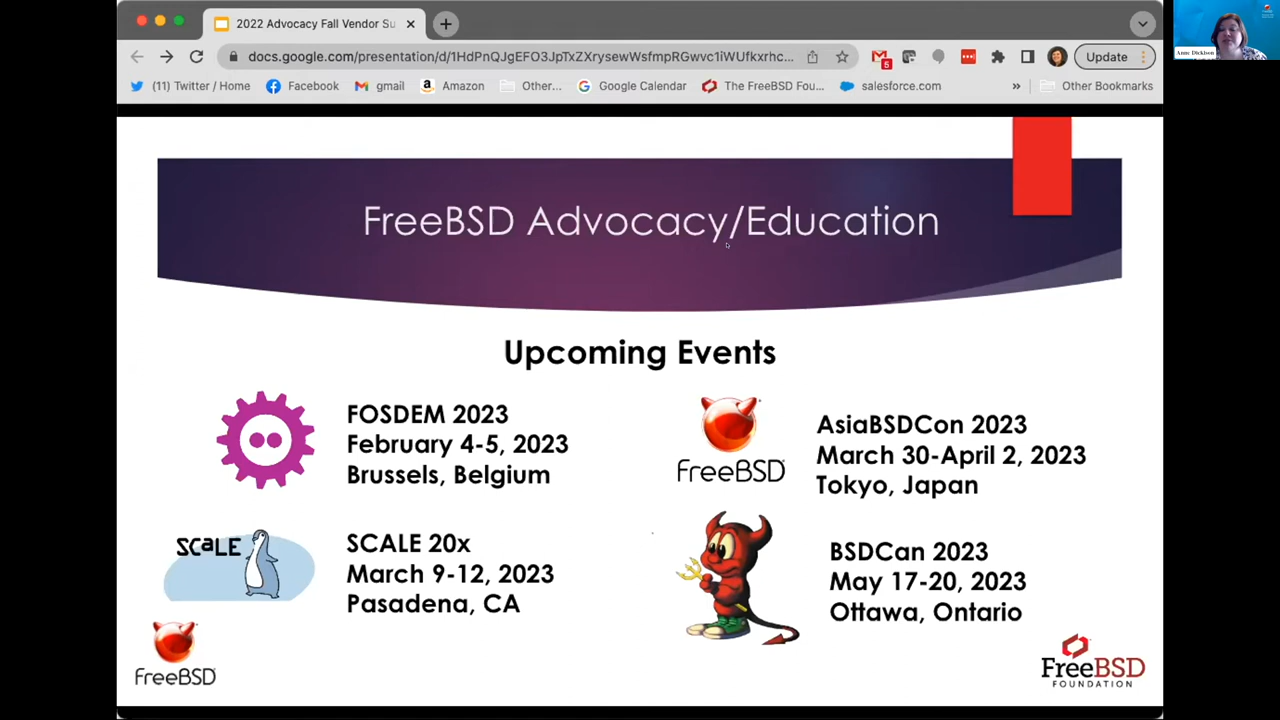 2022 Advocacy Fall Vendor Su
docs.google.com/presentation/d/1HdPnQJgEFO3JpTxZXrysewWsfmpRGwvc1iWUfkxrhc...
5
Update
(11) Twitter / Home
Facebook
gmail
Amazon
Other...
Google Calendar
The FreeBSD Fou...
salesforce.com
»
Other Bookmarks
Anne Dickison
FreeBSD Advocacy/Education
Upcoming Events
FOSDEM 2023
February 4-5, 2023
Brussels, Belgium
FreeBSD
AsiaBSDCon 2023
March 30-April 2, 2023
Tokyo, Japan
SCALE
SCALE 20x
March 9-12, 2023
Pasadena, CA
BSDCan 2023
May 17-20, 2023
Ottawa, Ontario
FreeBSD
FreeBSD
FOUNDATION